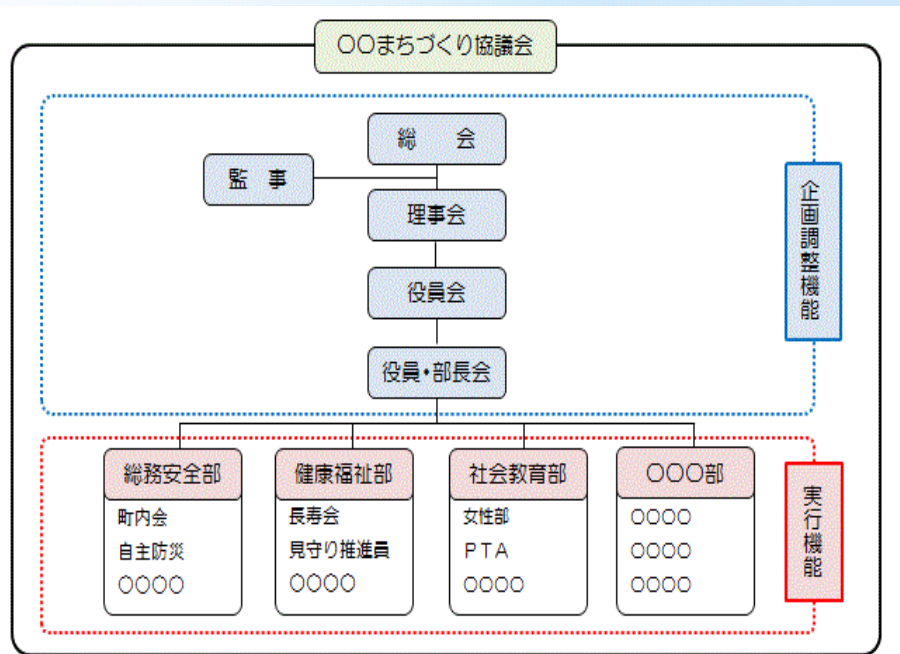 〇〇まちづくり協議会
総　会
監　事
理事会
役員会
役員・部長会
企画調整機能
総務安全部
町内会
自主防災
〇〇〇〇
健康福祉部
長寿会
見守り推進員
〇〇〇〇
社会教育部
女性部
ＰＴＡ
〇〇〇〇
〇〇〇部
〇〇〇〇
〇〇〇〇
〇〇〇〇
実行機能